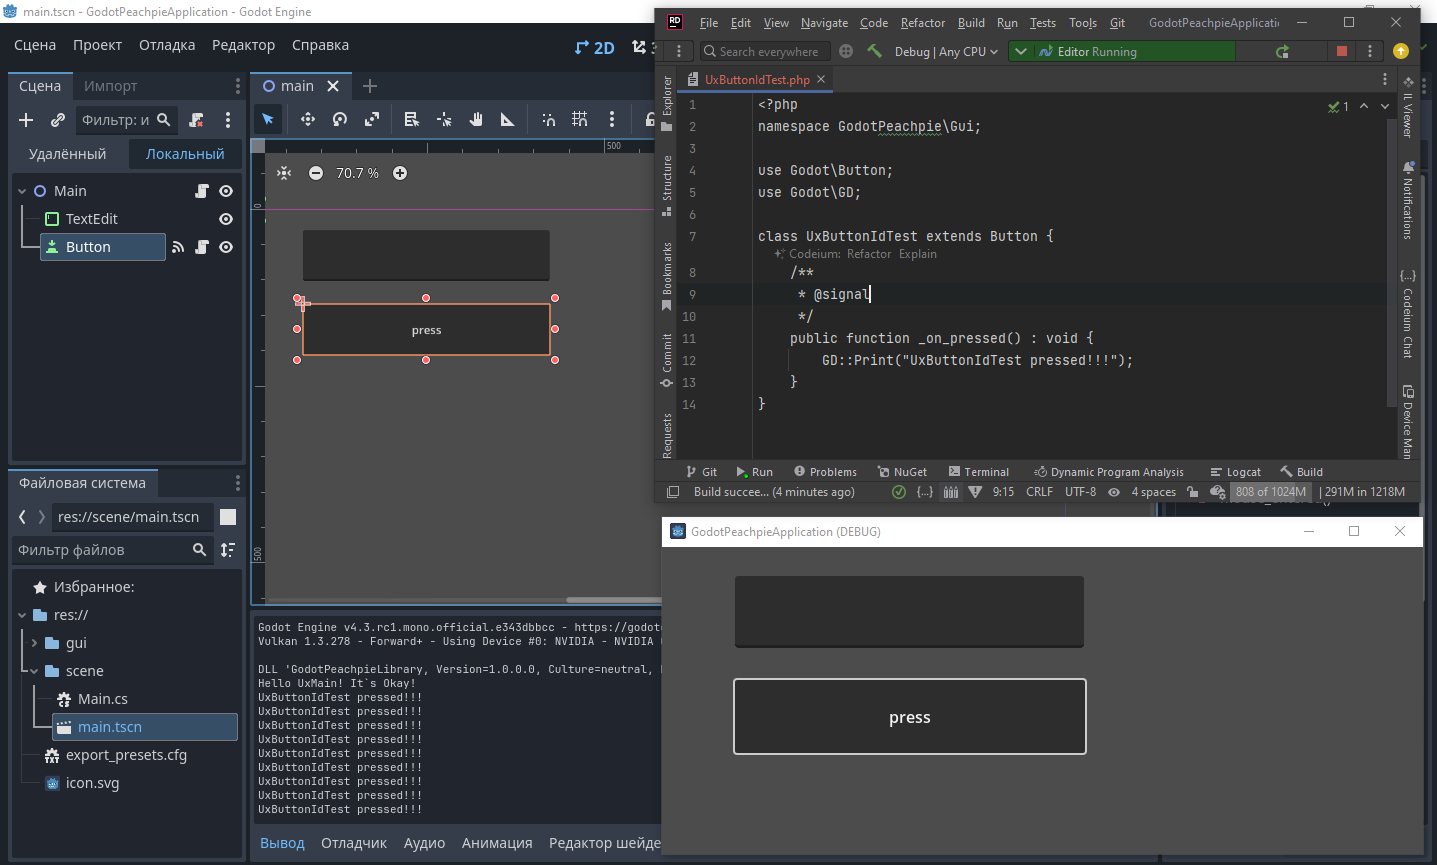 main.tscn - GodotPeachpieApplication - Godot Engine
Сцена Проект Отладка Редактор Справка
2D
Сцена Импорт
Фильтр: и
Удалённый Локальный
Main
TextEdit
Button
Файловая система
res://scene/main.tscn
Фильтр файлов
Избранное:
res://
gui
scene
Main.cs
main.tscn
export_presets.cfg
icon.svg
main
500
70.7 %
0
press
500
Godot Engine v4.3.rc1.mono.official.e343dbbcc - https://godot
Vulkan 1.3.278 - Forward+ - Using Device #0: NVIDIA - NVIDIA
DLL 'GodotPeachpieLibrary, Version=1.0.0.0, Culture=neutral,
Hello UxMain! It`s Okay!
UxButtonIdTest pressed!!!
UxButtonIdTest pressed!!!
UxButtonIdTest pressed!!!
UxButtonIdTest pressed!!!
UxButtonIdTest pressed!!!
UxButtonIdTest pressed!!!
UxButtonIdTest pressed!!!
UxButtonIdTest pressed!!!
UxButtonIdTest pressed!!!
Вывод Отладчик Аудио Анимация Редактор шейде
RD File Edit View Navigate Code Refactor Build Run Tests Tools Git GodotPeachpieApplicatio
Search everywhere Debug | Any CPU Editor Running
UxButtonIdTest.php
1 <?php
2 namespace GodotPeachpie\Gui;
3
4 use Godot\Button;
5 use Godot\GD;
6
7 class UxButtonIdTest extends Button {
Codeium: Refactor Explain
8 /**
9 * @signal
10 */
11 public function _on_pressed() : void {
12 GD::Print("UxButtonIdTest pressed!!!");
13 }
14 }
1
Explorer
Structure
Bookmarks
Commit
Requests
IL Viewer
Notifications
{...} Codeium Chat
Device Man
Git Run Problems NuGet Terminal Dynamic Program Analysis Logcat Build
Build succee... (4 minutes ago) {...} 9:15 CRLF UTF-8 4 spaces 808 of 1024M 291M in 1218M
GodotPeachpieApplication (DEBUG)
press